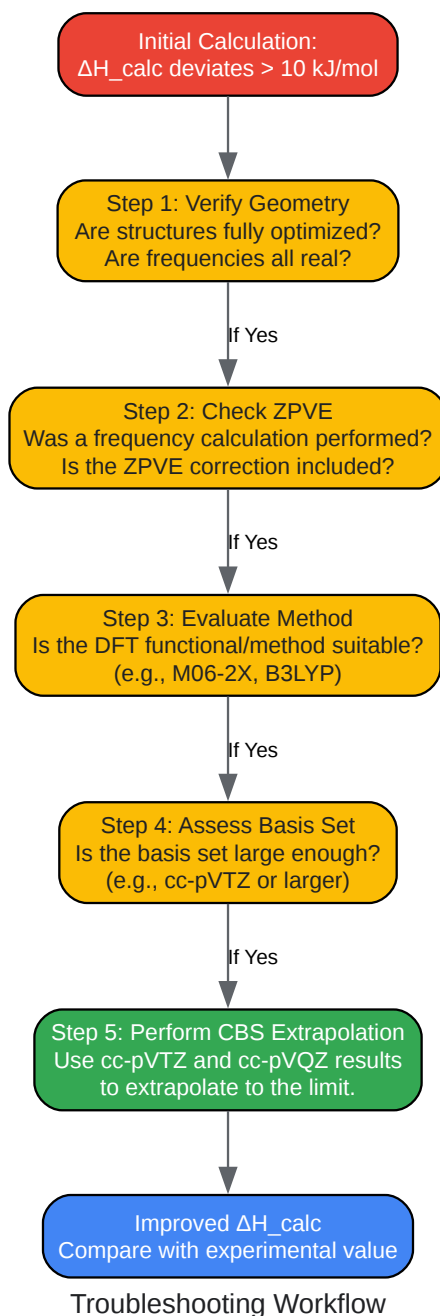 Initial Calculation:
ΔH_calc deviates > 10 kJ/mol
Step 1: Verify Geometry
Are structures fully optimized?
Are frequencies all real?
If Yes
Step 2: Check ZPVE
Was a frequency calculation performed?
Is the ZPVE correction included?
If Yes
Step 3: Evaluate Method
Is the DFT functional/method suitable?
(e.g., M06-2X, B3LYP)
If Yes
Step 4: Assess Basis Set
Is the basis set large enough?
(e.g., cc-pVTZ or larger)
If Yes
Step 5: Perform CBS Extrapolation
Use cc-pVTZ and cc-pVQZ results
to extrapolate to the limit.
Improved ΔH_calc
Compare with experimental value
Troubleshooting Workflow